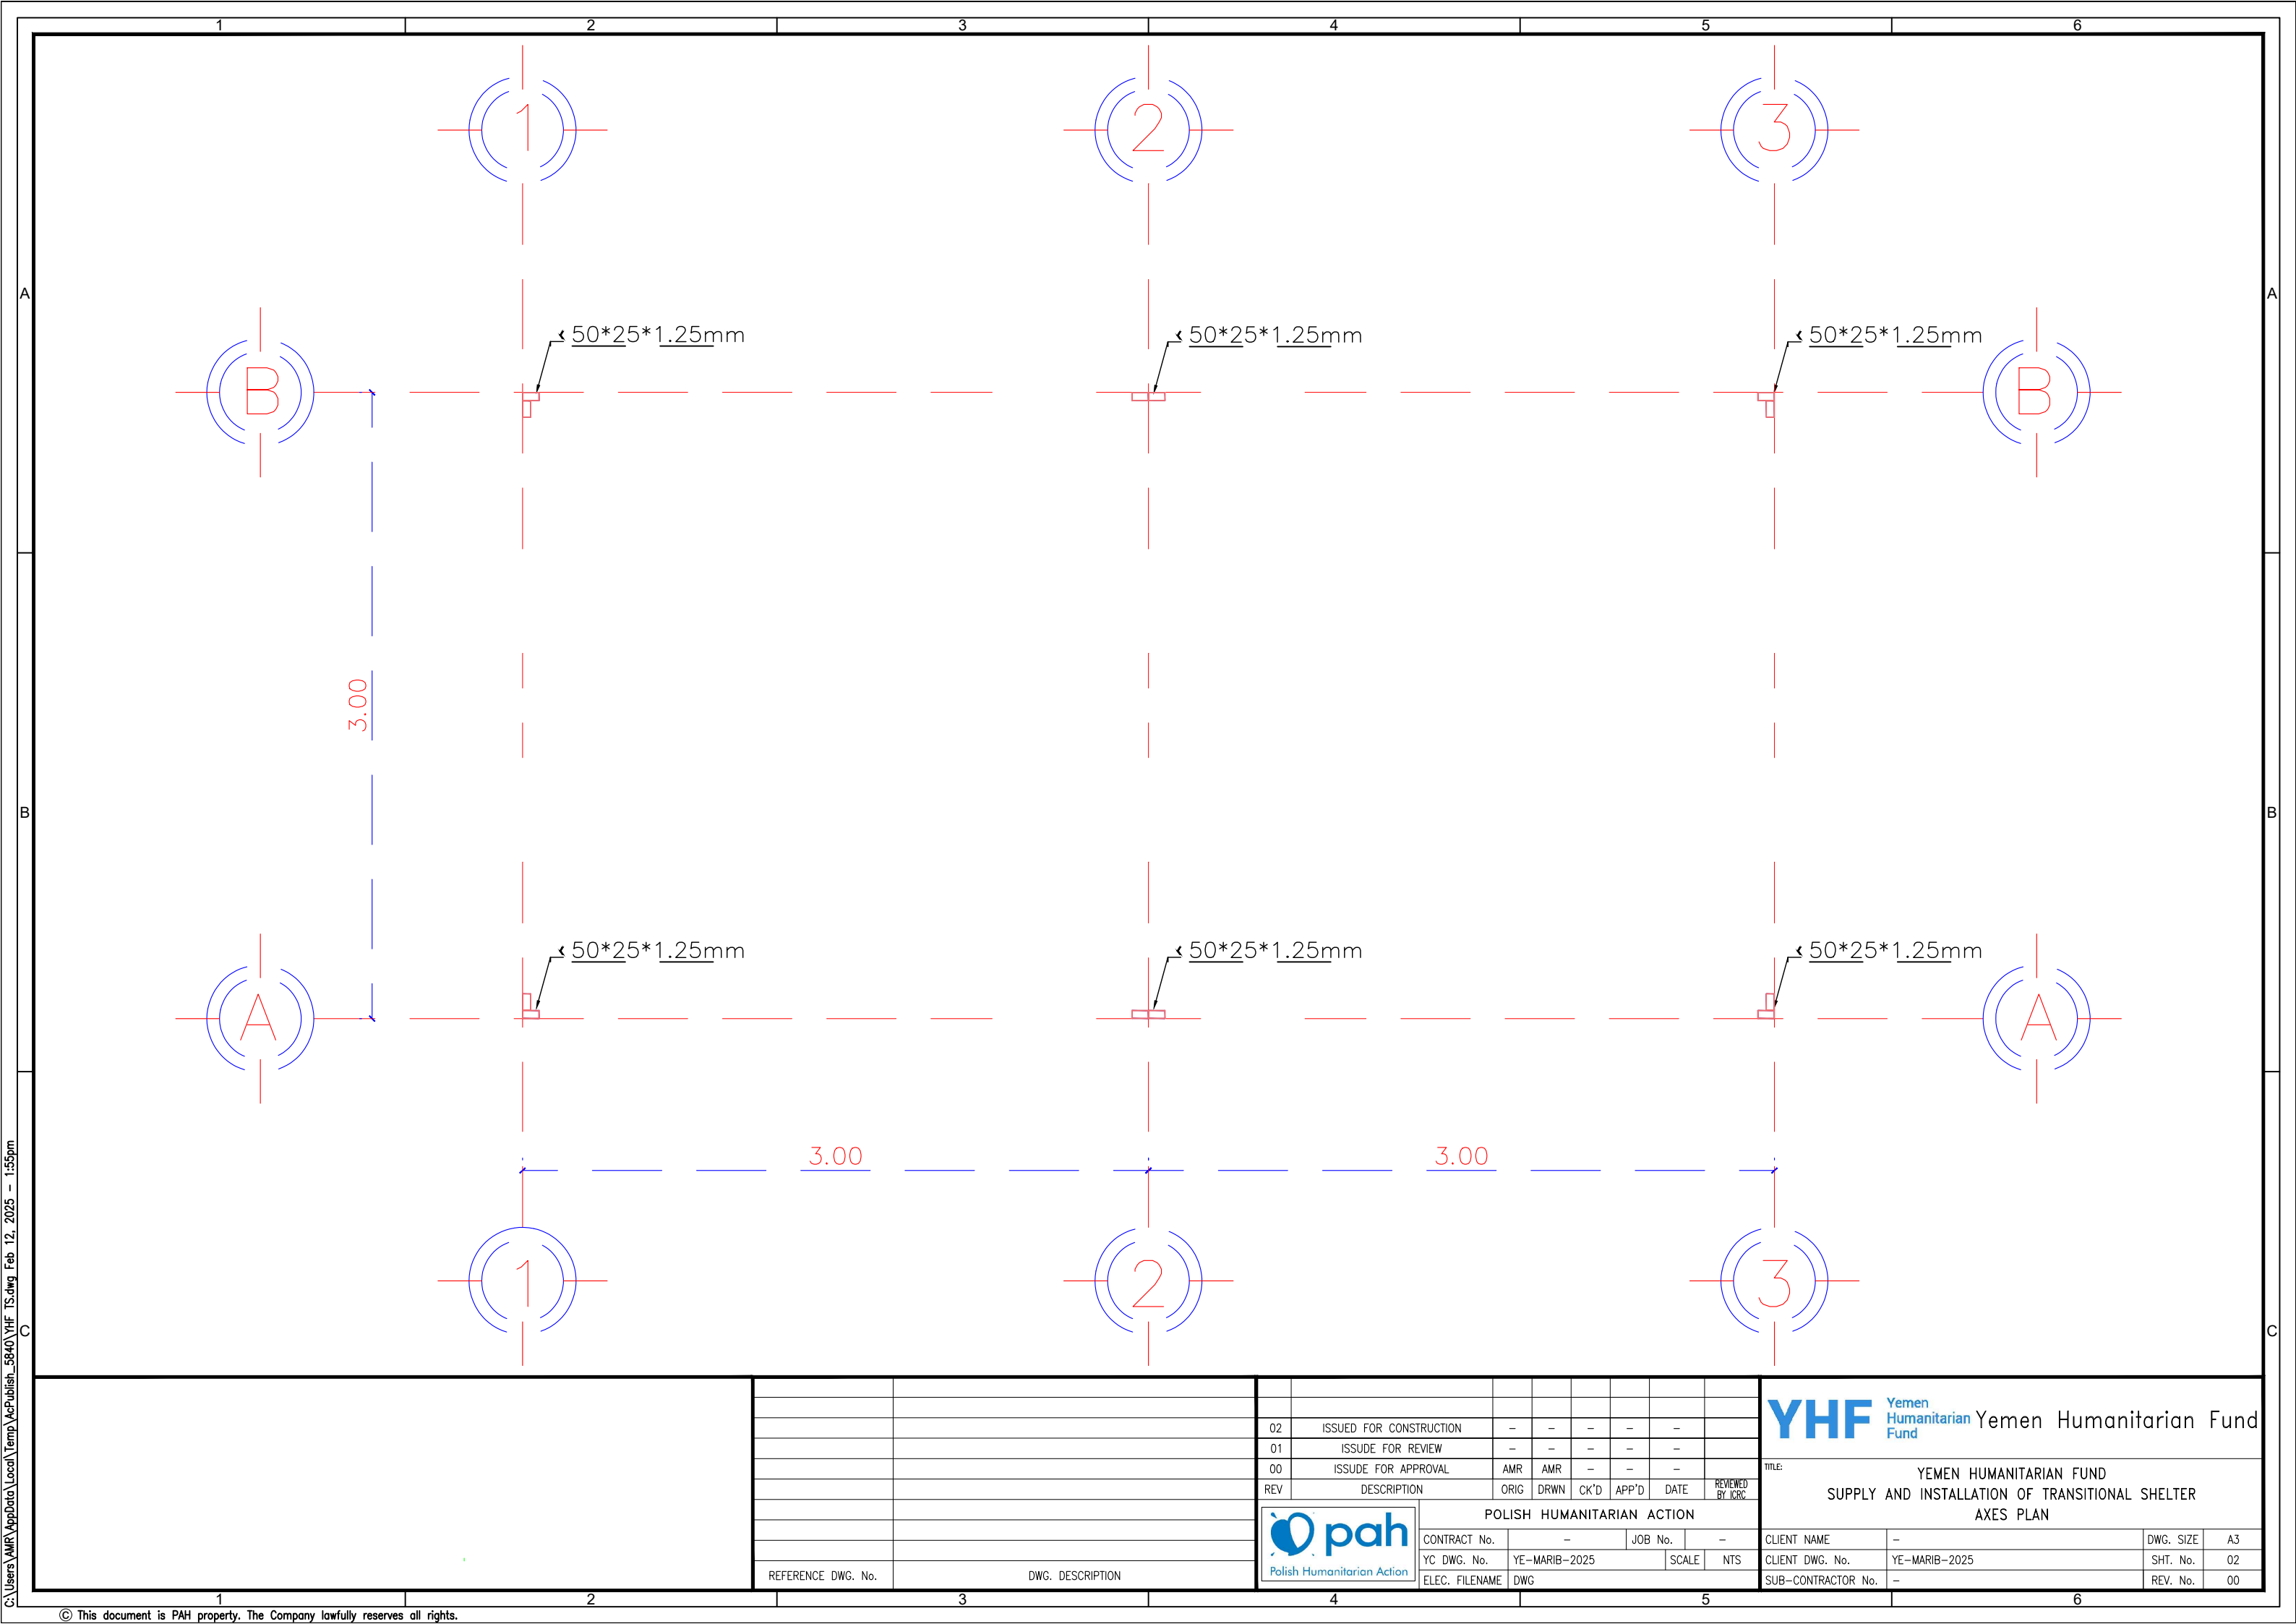 1 2 3 4 5 6
1 2 3
A A
‹ 50*25*1.25mm ‹ 50*25*1.25mm ‹ 50*25*1.25mm
B B
3.00
B B
‹ 50*25*1.25mm ‹ 50*25*1.25mm ‹ 50*25*1.25mm
A A
3.00 3.00
1 2 3
C C
C:\Users\AMR\AppData\Local\Temp\AcPublish_5840\YHF TS.dwg Feb 12, 2025 - 1:55pm
REFERENCE DWG. No. DWG. DESCRIPTION
02 ISSUED FOR CONSTRUCTION - - - - -
01 ISSUDE FOR REVIEW - - - - -
00 ISSUDE FOR APPROVAL AMR AMR - - -
REV DESCRIPTION ORIG DRWN CK'D APP'D DATE REVIEWED BY ICRC
pah
Polish Humanitarian Action
POLISH HUMANITARIAN ACTION
CONTRACT No. - JOB No. -
YC DWG. No. YE-MARIB-2025 SCALE NTS
ELEC. FILENAME DWG
YHF Yemen
Humanitarian
Fund
Yemen Humanitarian Fund
TITLE:
YEMEN HUMANITARIAN FUND
SUPPLY AND INSTALLATION OF TRANSITIONAL SHELTER
AXES PLAN
CLIENT NAME - DWG. SIZE A3
CLIENT DWG. No. YE-MARIB-2025 SHT. No. 02
SUB-CONTRACTOR No. - REV. No. 00
1 2 3 4 5 6
© This document is PAH property. The Company lawfully reserves all rights.